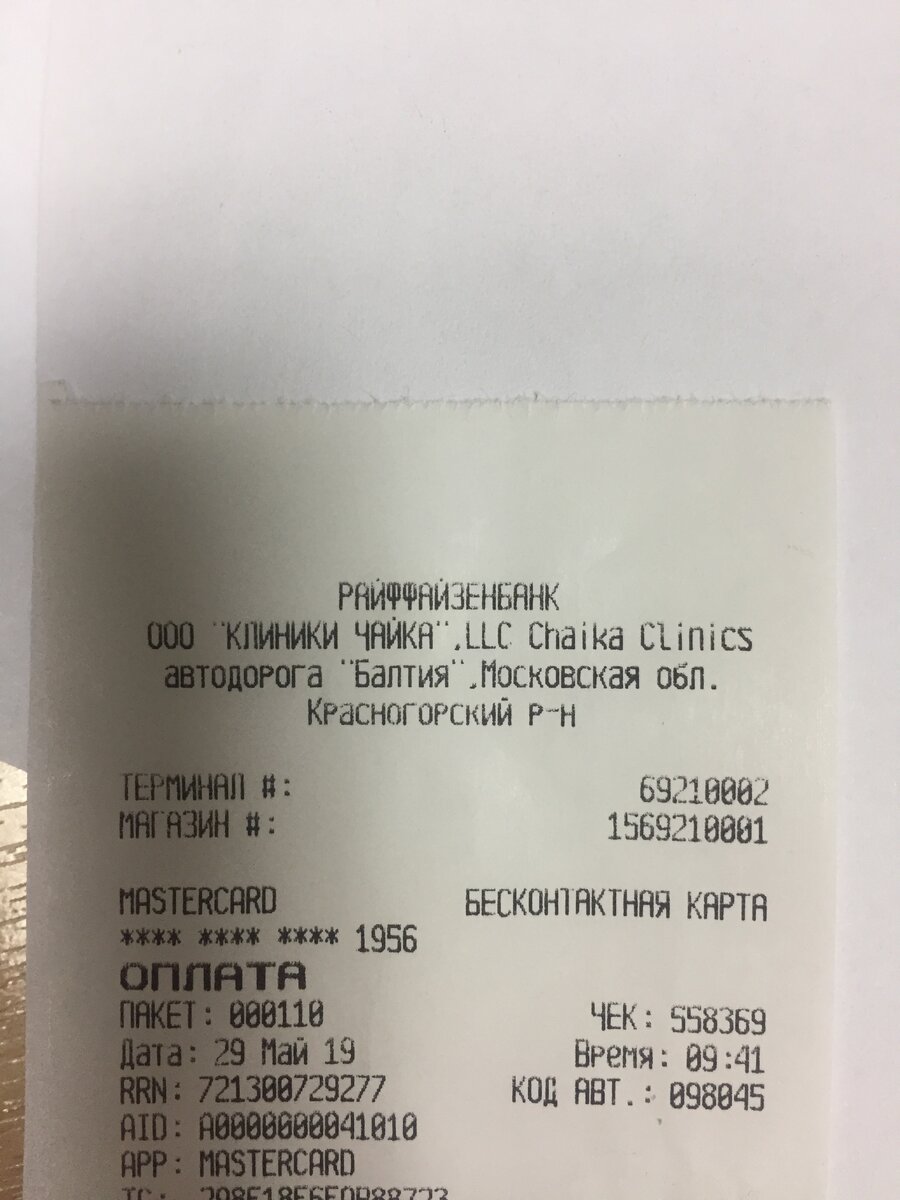 РАЙФФАЙЗЕНБАНК
ООО "КЛИНИКИ ЧАЙКА",LLC Chaika Clinics
автодорога "Балтия",Московская обл.
Красногорский р-н
ТЕРМИНАЛ #: 69210002
МАГАЗИН #: 1569210001
MASTERCARD БЕСКОНТАКТНАЯ КАРТА
**** **** **** 1956
ОПЛАТА
ПАКЕТ: 000110 ЧЕК: 558369
Дата: 29 Май 19 Время: 09:41
RRN: 721300729277 КОД АВТ.: 098045
AID: A0000000041010
APP: MASTERCARD
TC: